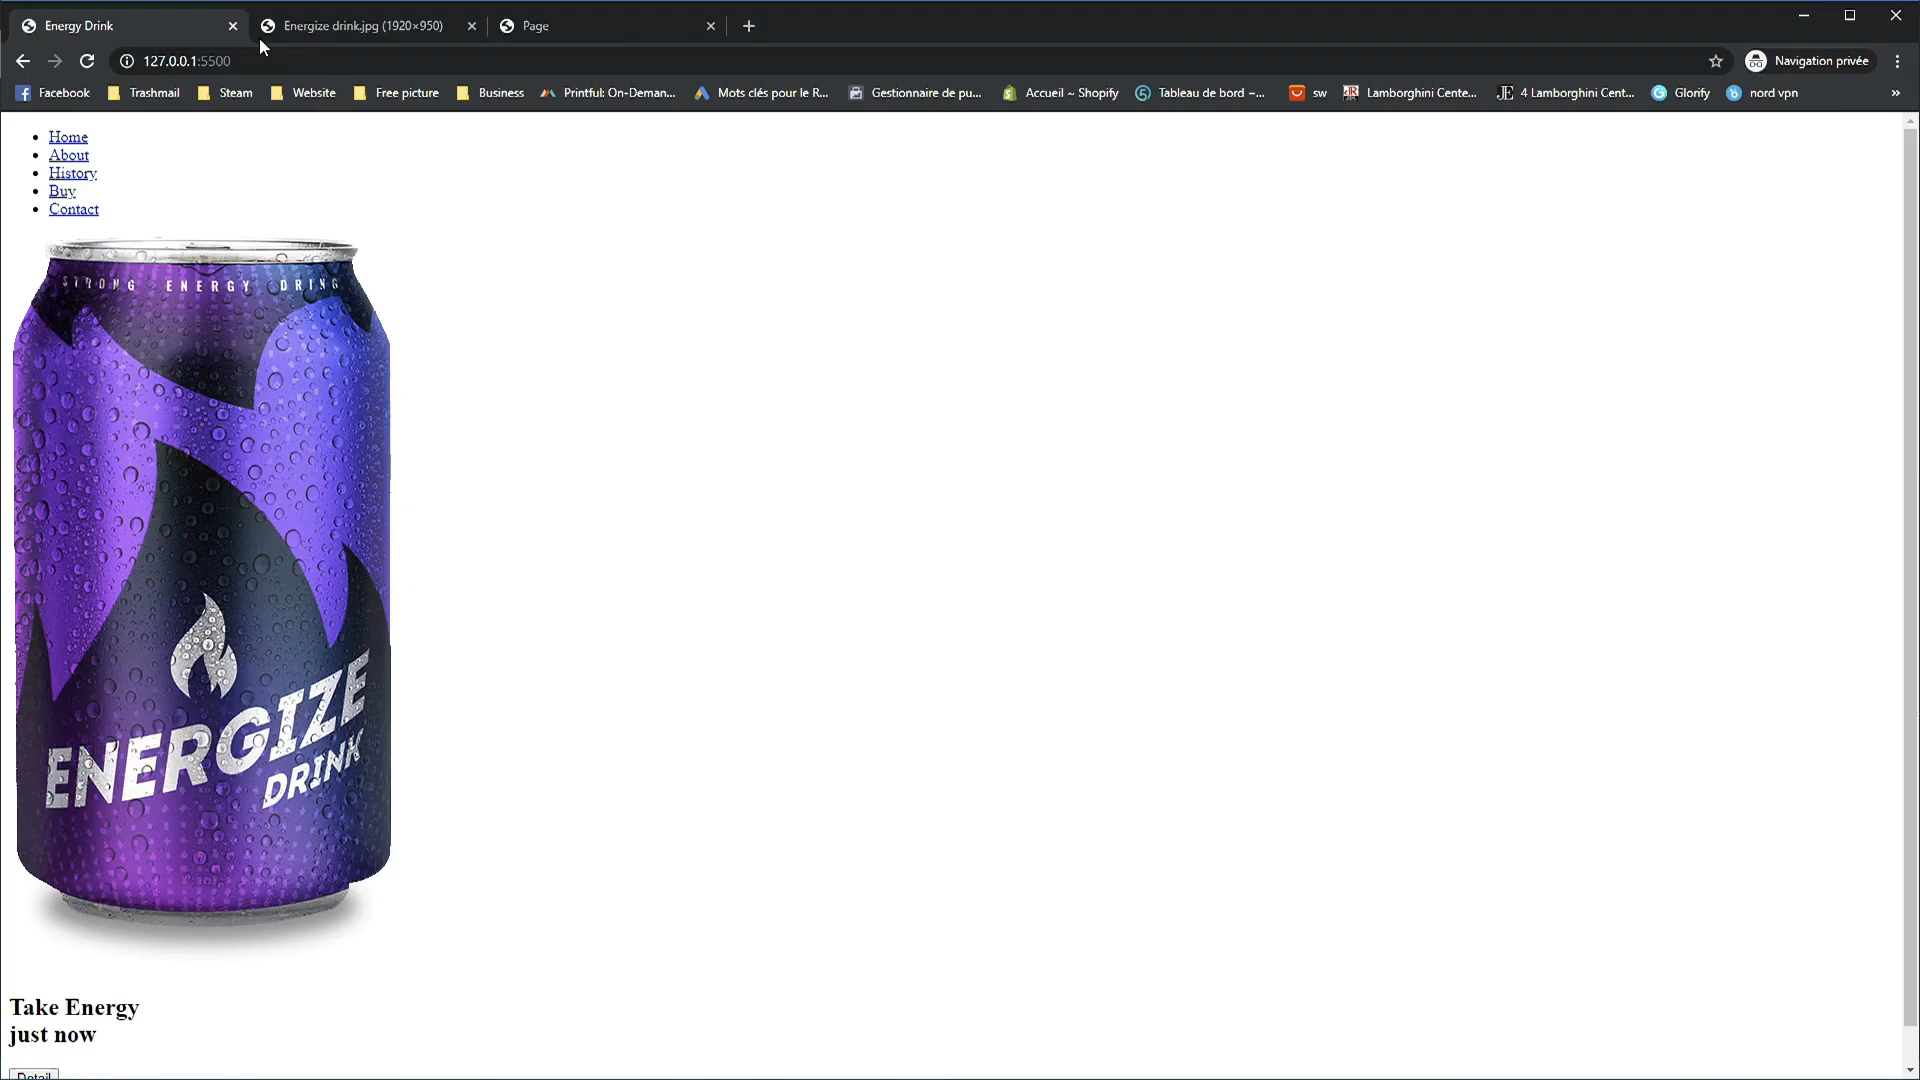 Energy Drink
Energize drink.jpg (1920×950)
Page
127.0.0.1:5500
Navigation privée
Facebook
Trashmail
Steam
Website
Free picture
Business
Printful: On-Deman...
Mots clés pour le R...
Gestionnaire de pu...
Accueil ~ Shopify
Tableau de bord –...
sw
Lamborghini Cente...
4 Lamborghini Cent...
Glorify
nord vpn
»
Home
About
History
Buy
Contact
STRONG ENERGY DRING
ENERGIZE
DRINK
Take Energy
just now
Detail